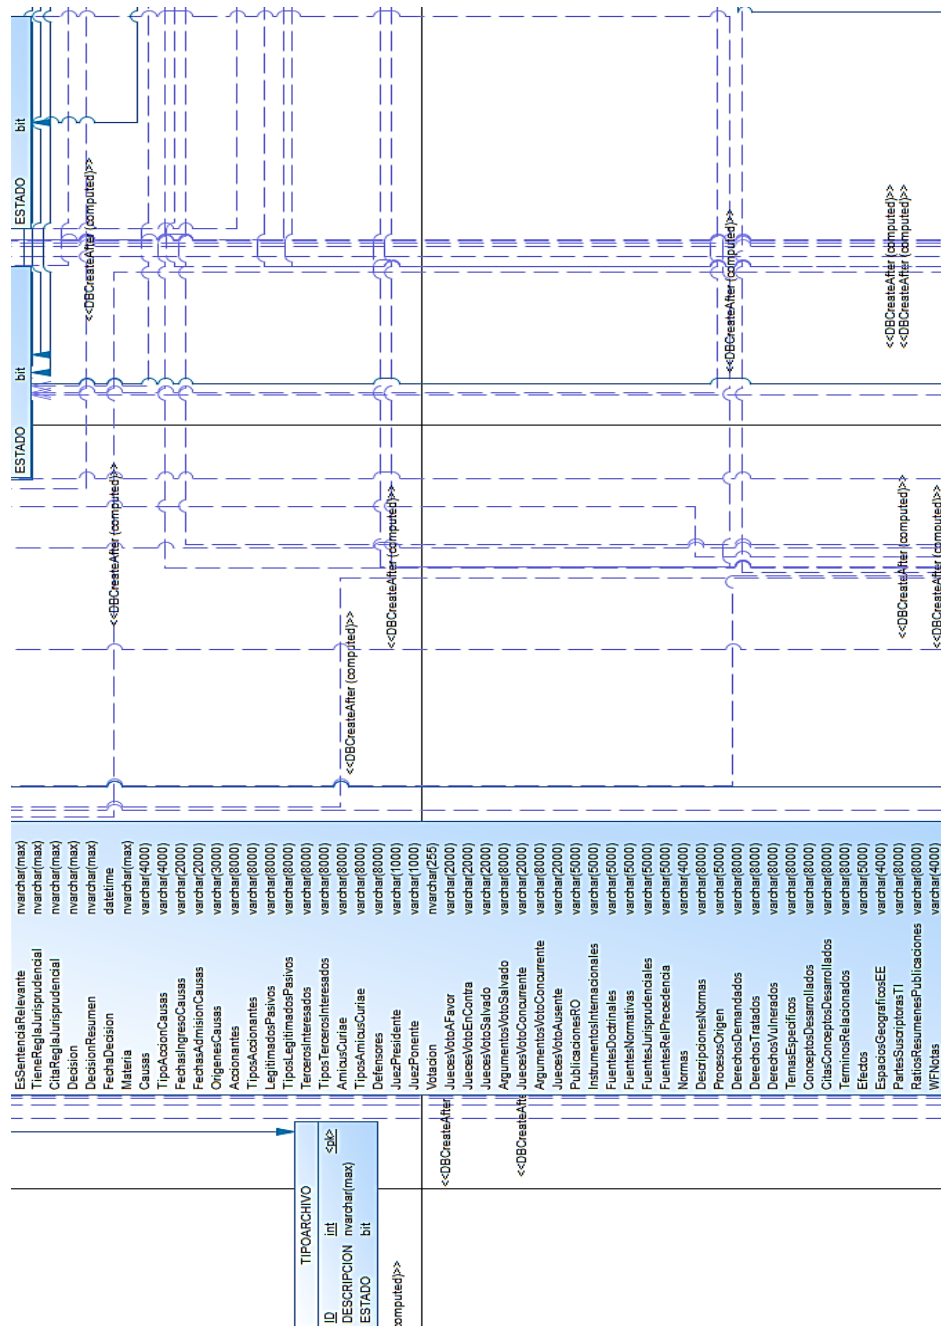 ESTADO bit
ESTADO bit
<<DBCreateAfter (computed)>>
<<DBCreateAfter (computed)>>
<<DBCreateAfter (computed)>>
<<DBCreateAfter (computed)>>
<<DBCreateAfter (computed)>>
<<DBCreateAfter (computed)>>
<<DBCreateAfter (computed)>>
<<DBCreateAfter (computed)>>
<<DBCreateAfter (computed)>>
EsSentenciaRelevante nvarchar(max)
TieneReglaJurisprudencial nvarchar(max)
CitaReglaJurisprudencial nvarchar(max)
Decision nvarchar(max)
DecisionResumen nvarchar(max)
FechaDecision datetime
Materia nvarchar(max)
Causas varchar(4000)
TipoAccionCausas varchar(4000)
FechasIngresoCausas varchar(2000)
FechasAdmisionCausas varchar(2000)
OrigenesCausas varchar(3000)
Accionantes varchar(8000)
TiposAccionantes varchar(8000)
LegitimadosPasivos varchar(8000)
TiposLegitimadosPasivos varchar(8000)
TercerosInteresados varchar(8000)
TiposTercerosInteresados varchar(8000)
AmicusCuriae varchar(8000)
TiposAmicusCuriae varchar(8000)
Defensores varchar(8000)
JuezPresidente varchar(1000)
JuezPonente varchar(1000)
Votacion nvarchar(255)
JuecesVotoAFavor varchar(2000)
JuecesVotoEnContra varchar(2000)
JuecesVotoSalvado varchar(2000)
ArgumentosVotoSalvado varchar(8000)
JuecesVotoConcurrente varchar(2000)
ArgumentosVotoConcurrente varchar(8000)
JuecesVotoAusente varchar(2000)
PublicacionesRO varchar(5000)
InstrumentosInternacionales varchar(8000)
FuentesDoctrinales varchar(5000)
FuentesNormativas varchar(5000)
FuentesJurisprudenciales varchar(5000)
FuentesRelPrecedencia varchar(5000)
Normas varchar(4000)
DescripcionesNormas varchar(8000)
ProcesosOrigen varchar(5000)
DerechosDemandados varchar(8000)
DerechosTratados varchar(8000)
DerechosVulnerados varchar(8000)
TemasEspecificos varchar(8000)
ConceptosDesarrollados varchar(8000)
CitasConceptosDesarrollados varchar(8000)
TerminosRelacionados varchar(8000)
Efectos varchar(5000)
EspaciosGeograficosEE varchar(4000)
PartesSuscriptorasTI varchar(8000)
RatiosResumenesPublicaciones varchar(8000)
WFNotas varchar(4000)
<<DBCreateAfter
<<DBCreateAfte
TIPOARCHIVO
ID int <pk>
DESCRIPCION nvarchar(max)
ESTADO bit
computed)>>